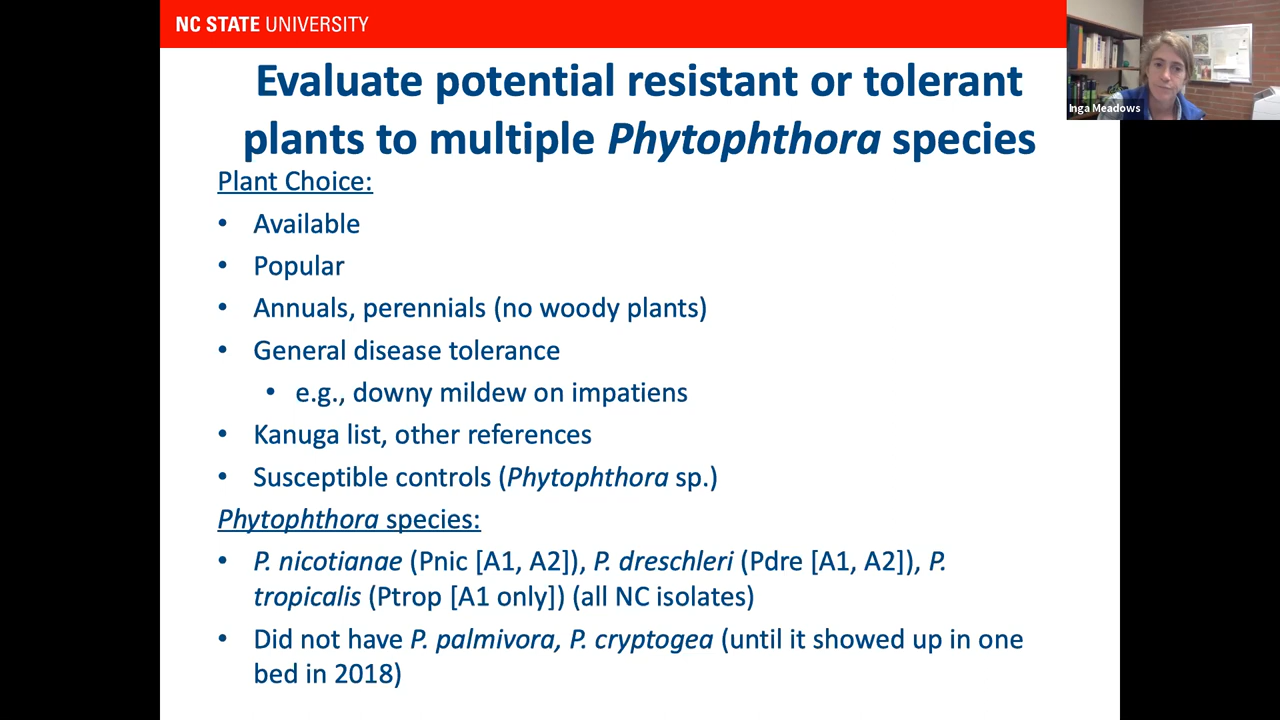 NC STATE UNIVERSITY
Inga Meadows
Evaluate potential resistant or tolerant
plants to multiple Phytophthora species
Plant Choice:
• Available
• Popular
• Annuals, perennials (no woody plants)
• General disease tolerance
• e.g., downy mildew on impatiens
• Kanuga list, other references
• Susceptible controls (Phytophthora sp.)
Phytophthora species:
• P. nicotianae (Pnic [A1, A2]), P. dreschleri (Pdre [A1, A2]), P.
tropicalis (Ptrop [A1 only]) (all NC isolates)
• Did not have P. palmivora, P. cryptogea (until it showed up in one
bed in 2018)